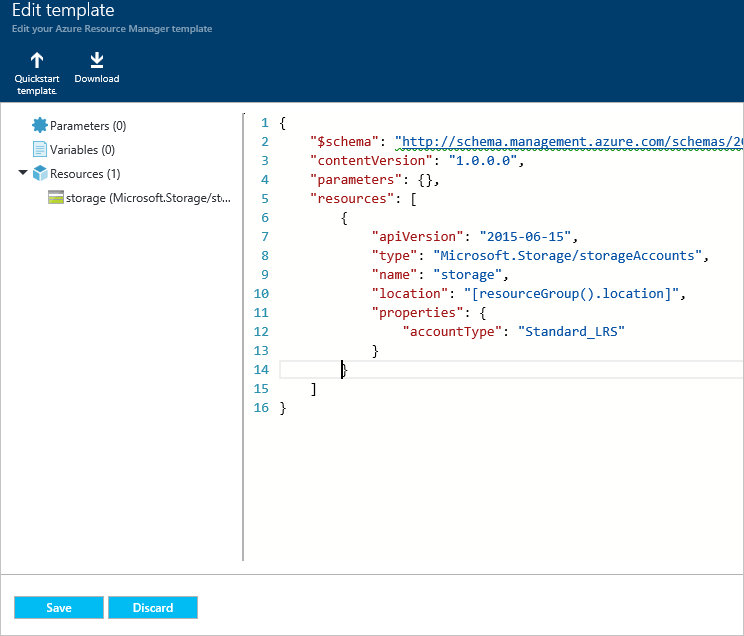 Edit template
Edit your Azure Resource Manager template
Quickstart template
Download
Parameters (0)
Variables (0)
Resources (1)
storage (Microsoft.Storage/st...
1 {
2 "$schema": "http://schema.management.azure.com/schemas/20
3 "contentVersion": "1.0.0.0",
4 "parameters": {},
5 "resources": [
6 {
7 "apiVersion": "2015-06-15",
8 "type": "Microsoft.Storage/storageAccounts",
9 "name": "storage",
10 "location": "[resourceGroup().location]",
11 "properties": {
12 "accountType": "Standard_LRS"
13 }
14 }
15 ]
16 }
Save
Discard